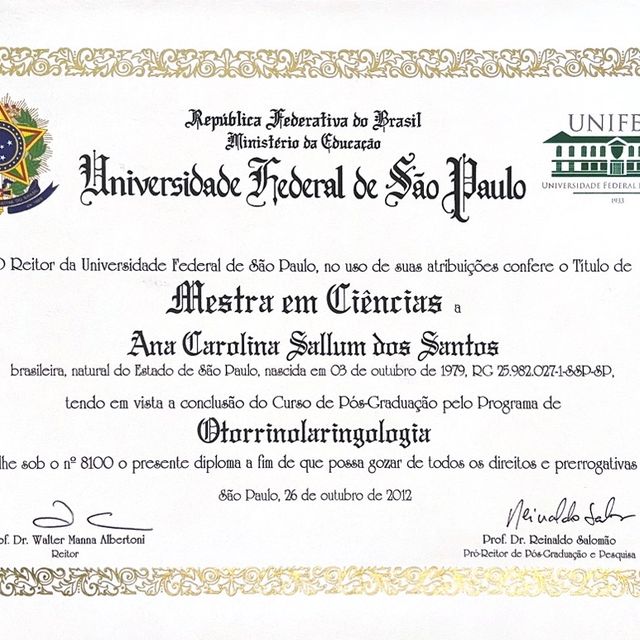 República Federativa do Brasil
Ministério da Educação
Universidade Federal de São Paulo
UNIFE
UNIVERSIDADE FEDERAL
1933
O Reitor da Universidade Federal de São Paulo, no uso de suas atribuições confere o Título de
Mestra em Ciências a
Ana Carolina Sallum dos Santos
brasileira, natural do Estado de São Paulo, nascida em 03 de outubro de 1979, RG 25.982.027-1-SSP-SP,
tendo em vista a conclusão do Curso de Pós-Graduação pelo Programa de
Otorrinolaringologia
lhe sob o nº 8100 o presente diploma a fim de que possa gozar de todos os direitos e prerrogativas
São Paulo, 26 de outubro de 2012
Reinaldo Salo
of. Dr. Walter Manna Albertoni
Reitor
Prof. Dr. Reinaldo Salomão
Pró-Reitor de Pós-Graduação e Pesquisa